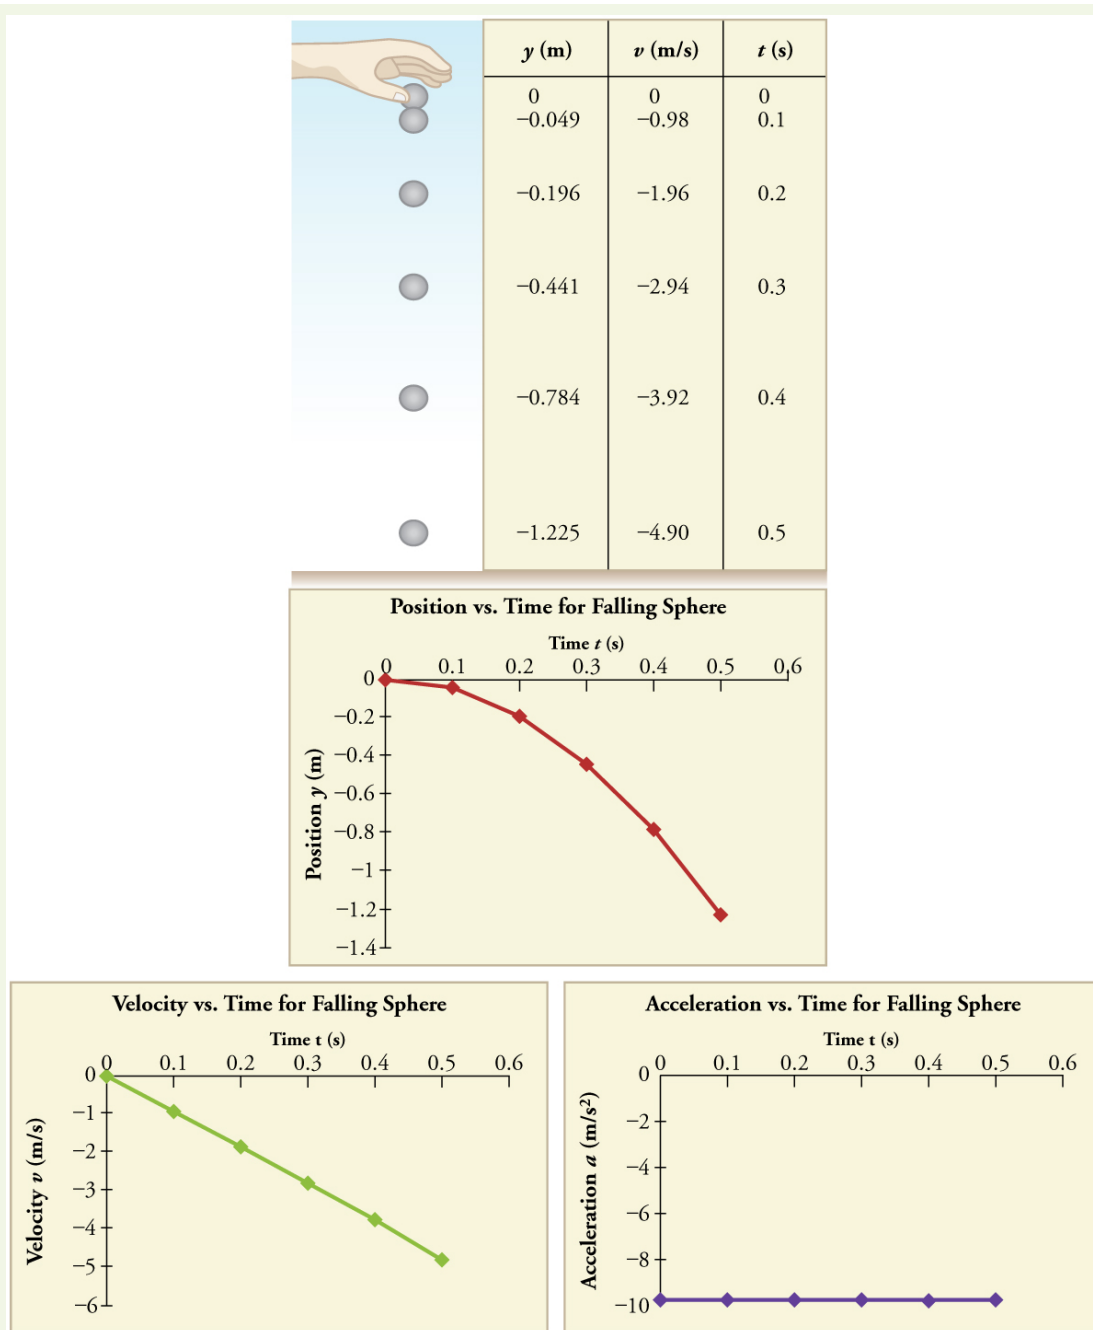 y (m) v (m/s) t (s)
0 0 0
−0.049 −0.98 0.1
−0.196 −1.96 0.2
−0.441 −2.94 0.3
−0.784 −3.92 0.4
−1.225 −4.90 0.5
Position vs. Time for Falling Sphere
Time t (s)
0 0.1 0.2 0.3 0.4 0.5 0.6
0
−0.2
−0.4
−0.6
−0.8
−1
−1.2
−1.4
Position y (m)
Velocity vs. Time for Falling Sphere
Time t (s)
0 0.1 0.2 0.3 0.4 0.5 0.6
0
−1
−2
−3
−4
−5
−6
Velocity v (m/s)
Acceleration vs. Time for Falling Sphere
Time t (s)
0 0.1 0.2 0.3 0.4 0.5 0.6
0
−2
−4
−6
−8
−10
Acceleration a (m/s²)